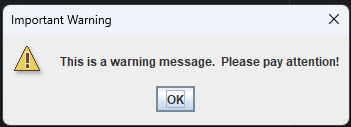 Important Warning
This is a warning message.  Please pay attention!
OK